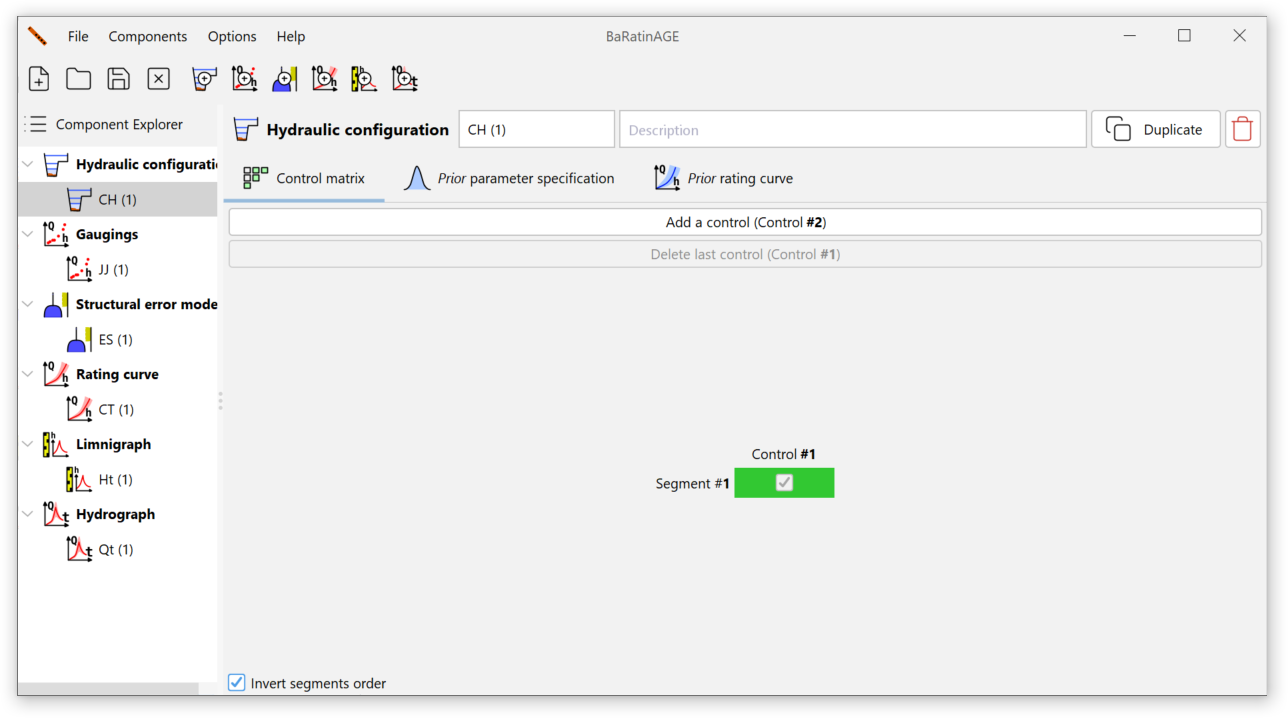 File Components Options Help BaRatinAGE
Component Explorer
Hydraulic configuration CH (1) Description Duplicate
Hydraulic configuratio
CH (1)
Gaugings
JJ (1)
Structural error mode
ES (1)
Rating curve
CT (1)
Limnigraph
Ht (1)
Hydrograph
Qt (1)
Control matrix Prior parameter specification Prior rating curve
Add a control (Control #2)
Delete last control (Control #1)
Control #1
Segment #1
Invert segments order